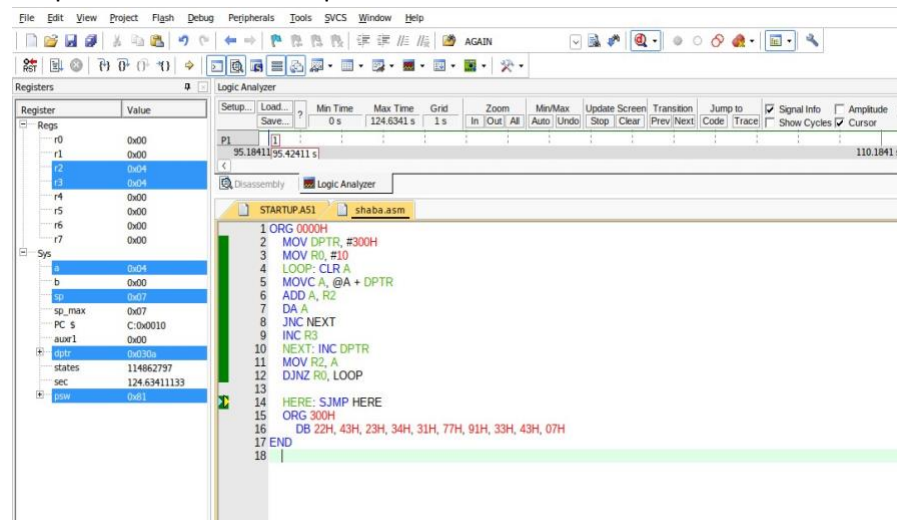 File Edit View Project Flash Debug Peripherals Tools SVCS Window Help
AGAIN
RST
Registers
Logic Analyzer
Register Value
Setup... Load... Save... ? Min Time 0 s Max Time 124.6341 s Grid 1 s Zoom In Out All Min/Max Auto Undo Update Screen Stop Clear Transition Prev Next Jump to Code Trace Signal Info Show Cycles Amplitude Cursor
P1 1
95.18411 95.42411 s 110.1841 s
Regs
r0 0x00
r1 0x00
r2 0x04
r3 0x04
r4 0x00
r5 0x00
r6 0x00
r7 0x00
Sys
a 0x04
b 0x00
sp 0x07
sp_max 0x07
PC $ C:0x0010
auxr1 0x00
dptr 0x030a
states 114862797
sec 124.63411133
psw 0x81
Disassembly Logic Analyzer
STARTUP.A51 shaba.asm
1 ORG 0000H
2 MOV DPTR, #300H
3 MOV R0, #10
4 LOOP: CLR A
5 MOVC A, @A + DPTR
6 ADD A, R2
7 DA A
8 JNC NEXT
9 INC R3
10 NEXT: INC DPTR
11 MOV R2, A
12 DJNZ R0, LOOP
13
14 HERE: SJMP HERE
15 ORG 300H
16 DB 22H, 43H, 23H, 34H, 31H, 77H, 91H, 33H, 43H, 07H
17 END
18